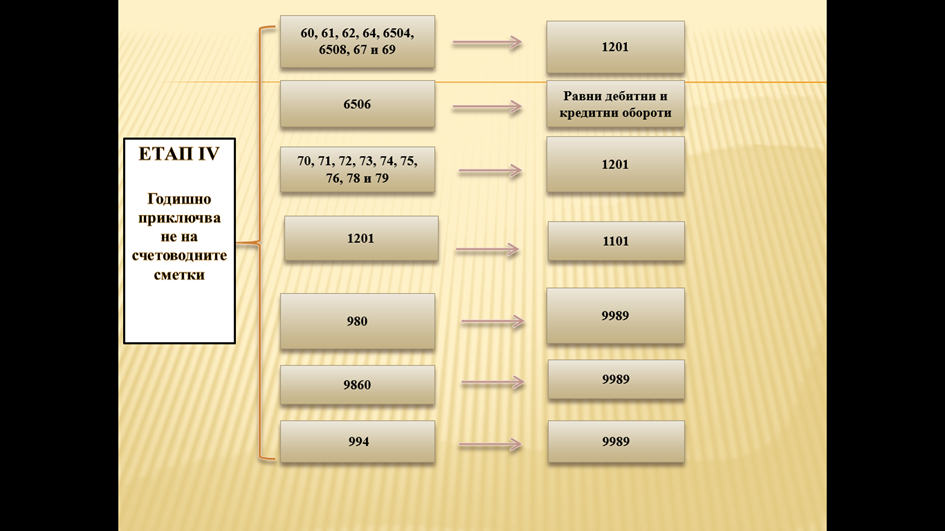 ЕТАП IV
Годишно
приключва
не на
счетоводните
сметки
60, 61, 62, 64, 6504,
6508, 67 и 69
1201
6506
Равни дебитни и
кредитни обороти
70, 71, 72, 73, 74, 75,
76, 78 и 79
1201
1201
1101
980
9989
9860
9989
994
9989